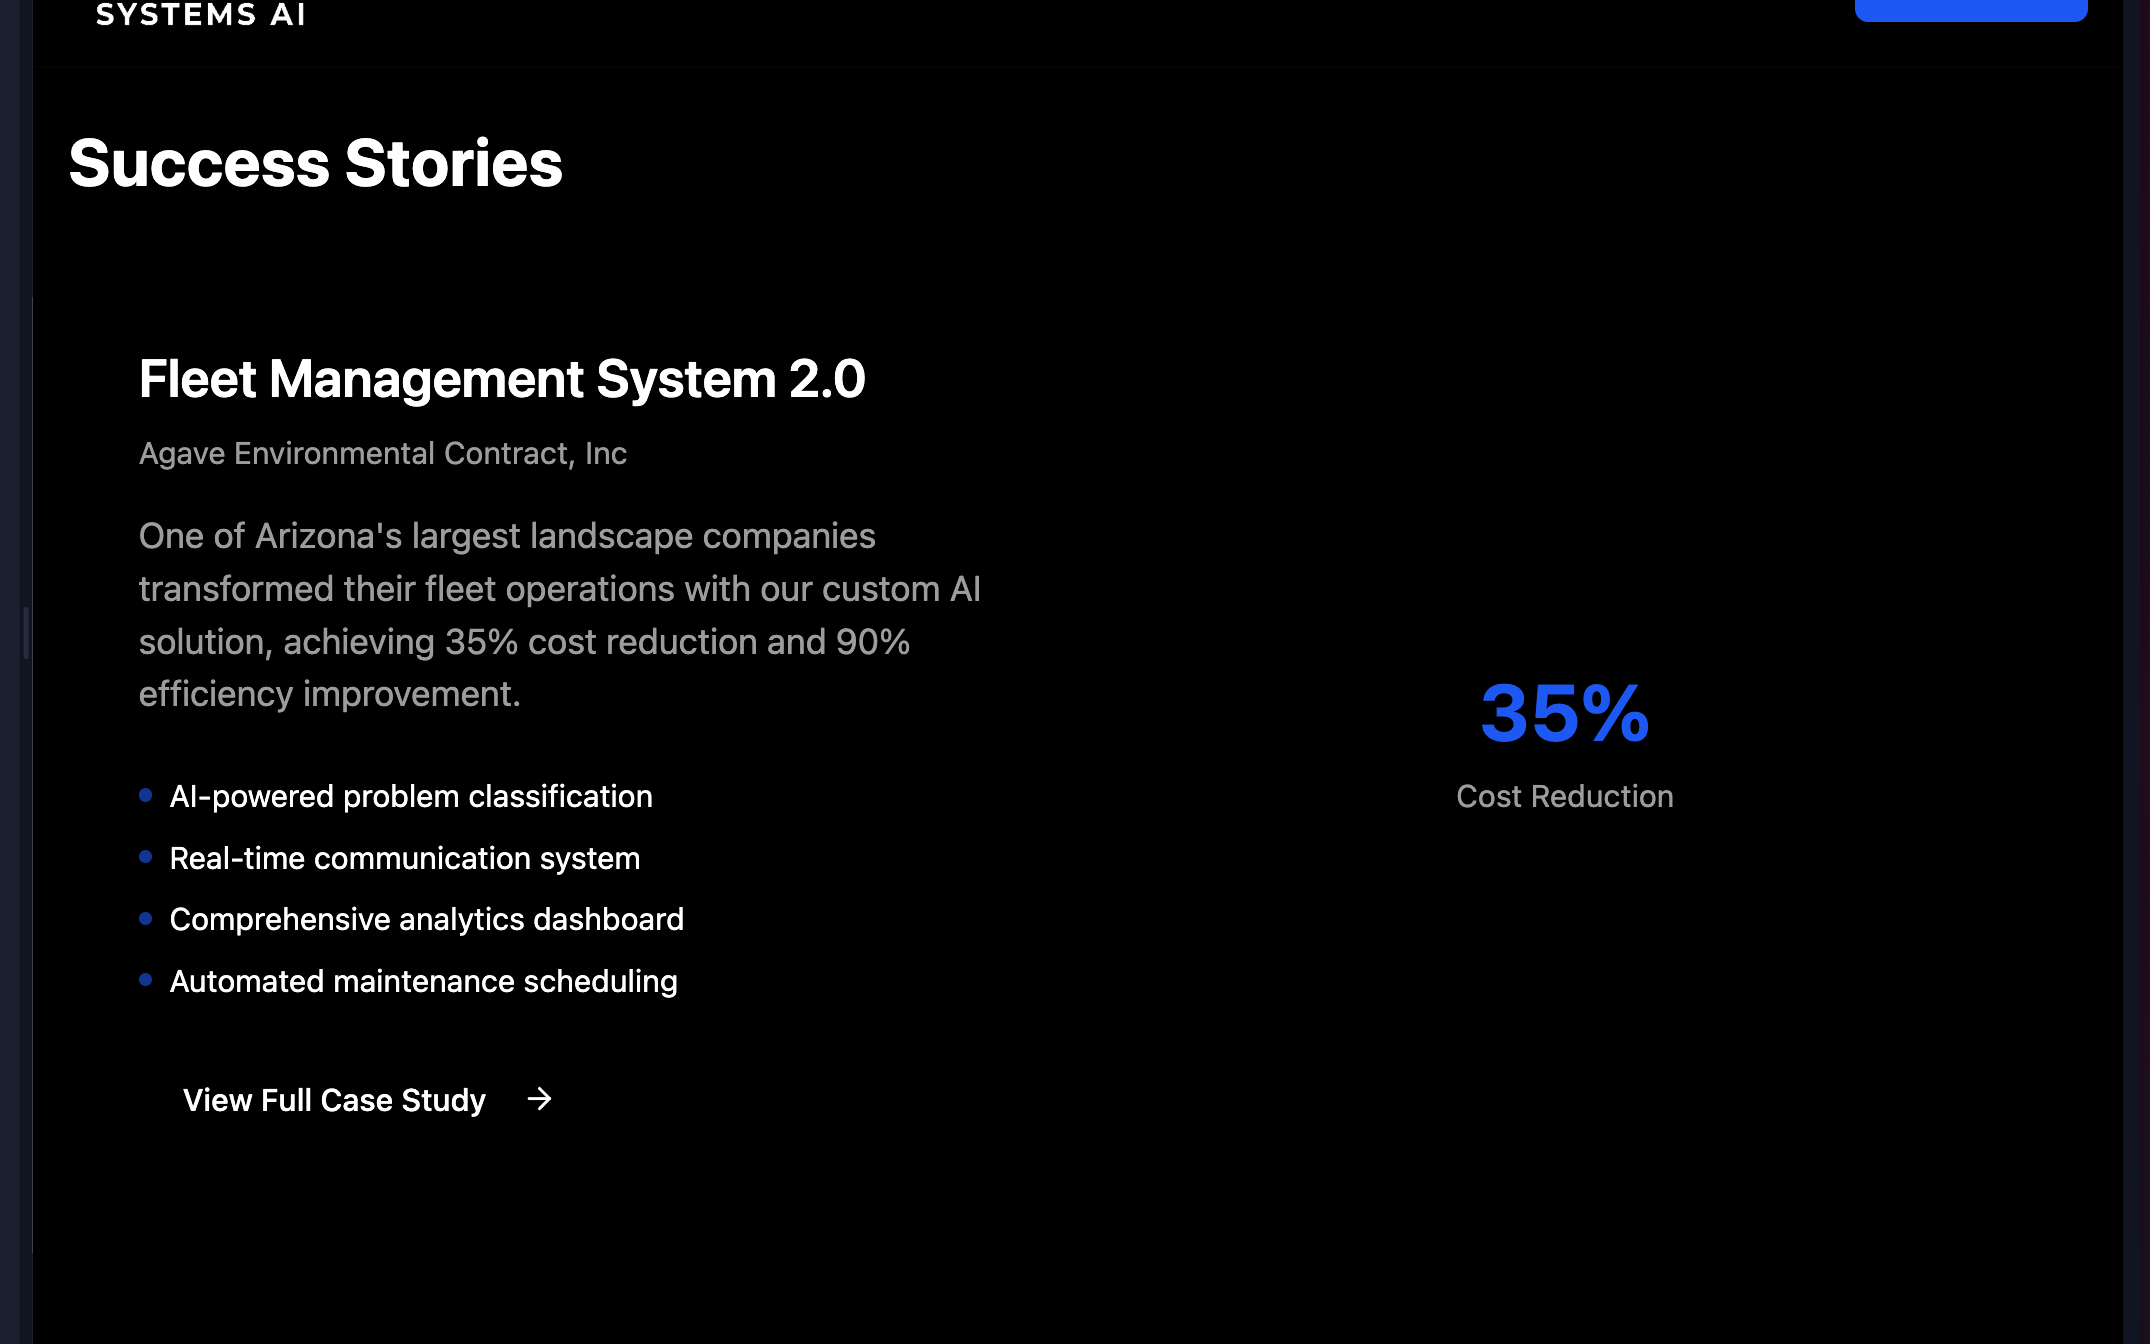 SYSTEMS AI
Success Stories
Fleet Management System 2.0
Agave Environmental Contract, Inc
One of Arizona's largest landscape companies
transformed their fleet operations with our custom AI
solution, achieving 35% cost reduction and 90%
efficiency improvement.
AI-powered problem classification
Real-time communication system
Comprehensive analytics dashboard
Automated maintenance scheduling
View Full Case Study →
35%
Cost Reduction